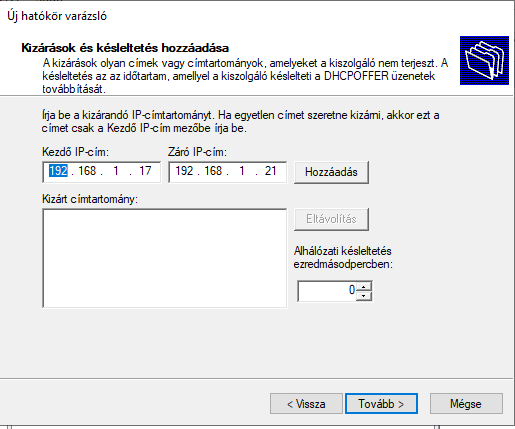 Új hatókör varázsló
Kizárások és késleltetés hozzáadása
A kizárások olyan címek vagy címtartományok, amelyeket a kiszolgáló nem terjeszt. A
késleltetés az az időtartam, amellyel a kiszolgáló késlelteti a DHCPOFFER üzenetek
továbbítását.
Írja be a kizárandó IP-címtartományt. Ha egyetlen címet szeretne kizárni, akkor ezt a
címet csak a Kezdő IP-cím mezőbe írja be.
Kezdő IP-cím: Záró IP-cím:
192 . 168 . 1 . 17 192 . 168 . 1 . 21 Hozzáadás
Kizárt címtartomány:
Eltávolítás
Alhálózati késleltetés
ezredmásodpercben:
0
< Vissza Tovább > Mégse